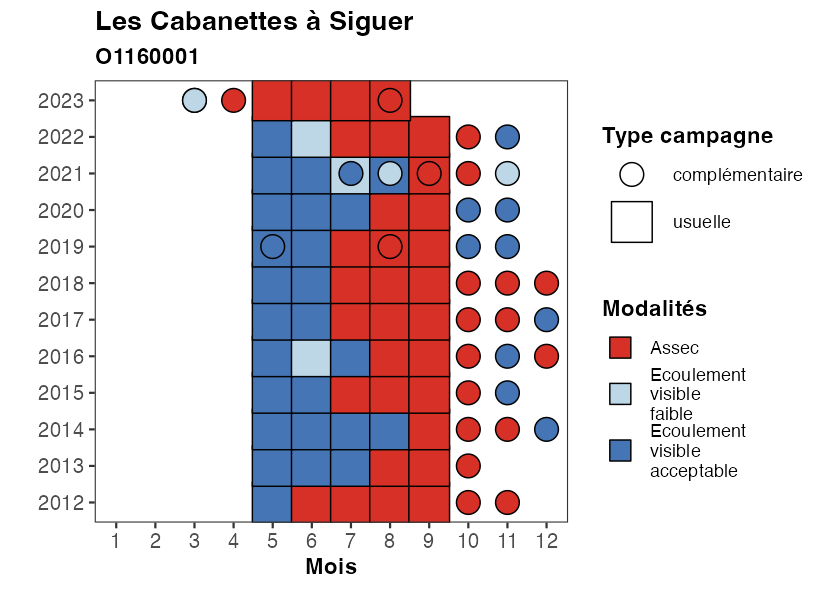 Les Cabanettes à Siguer
O1160001
2023
2022
2021
2020
2019
2018
2017
2016
2015
2014
2013
2012
1 2 3 4 5 6 7 8 9 10 11 12
Mois
Type campagne
complémentaire
usuelle
Modalités
Assec
Ecoulement
visible
faible
Ecoulement
visible
acceptable